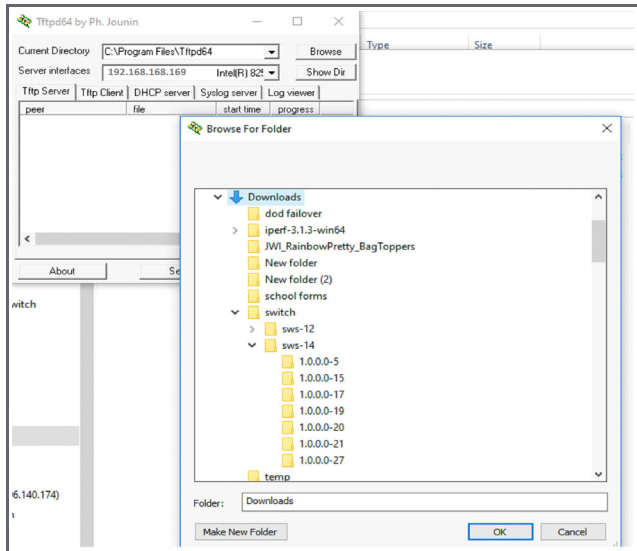 Tftpd64 by Ph. Jounin
Current Directory C:\Program Files\Tftpd64 Browse
Server interfaces 192.168.168.169 Intel(R) 82 Show Dir
Tftp Server Tftp Client DHCP server Syslog server Log viewer
peer file start time progress
About Se
Type Size
Browse For Folder
Downloads
dod failover
iperf-3.1.3-win64
JWI_RainbowPretty_BagToppers
New folder
New folder (2)
school forms
switch
sws-12
sws-14
1.0.0.0-5
1.0.0.0-15
1.0.0.0-17
1.0.0.0-19
1.0.0.0-20
1.0.0.0-21
1.0.0.0-27
temp
Folder: Downloads
Make New Folder OK Cancel
witch
6.140.174)